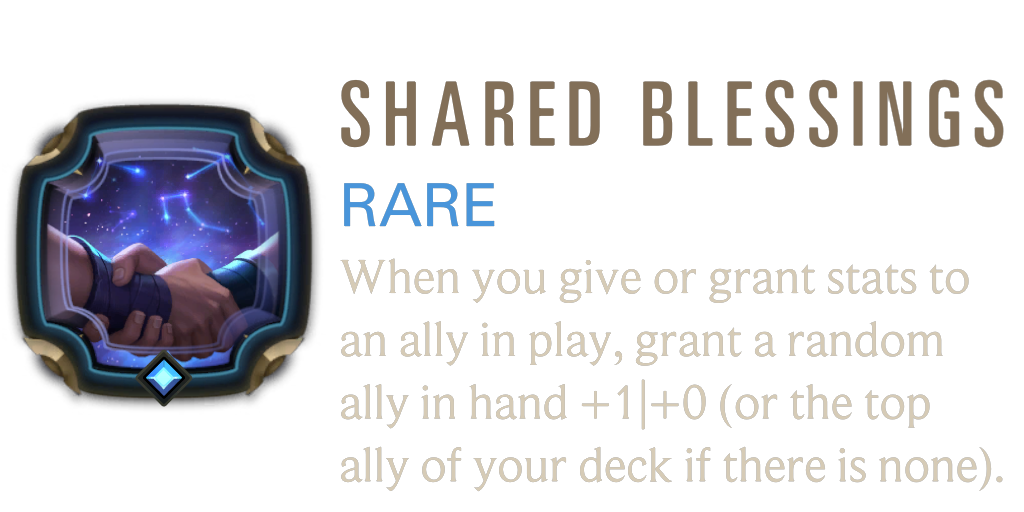 SHARED BLESSINGS
RARE
When you give or grant stats to
an ally in play, grant a random
ally in hand +1|+0 (or the top
ally of your deck if there is none).